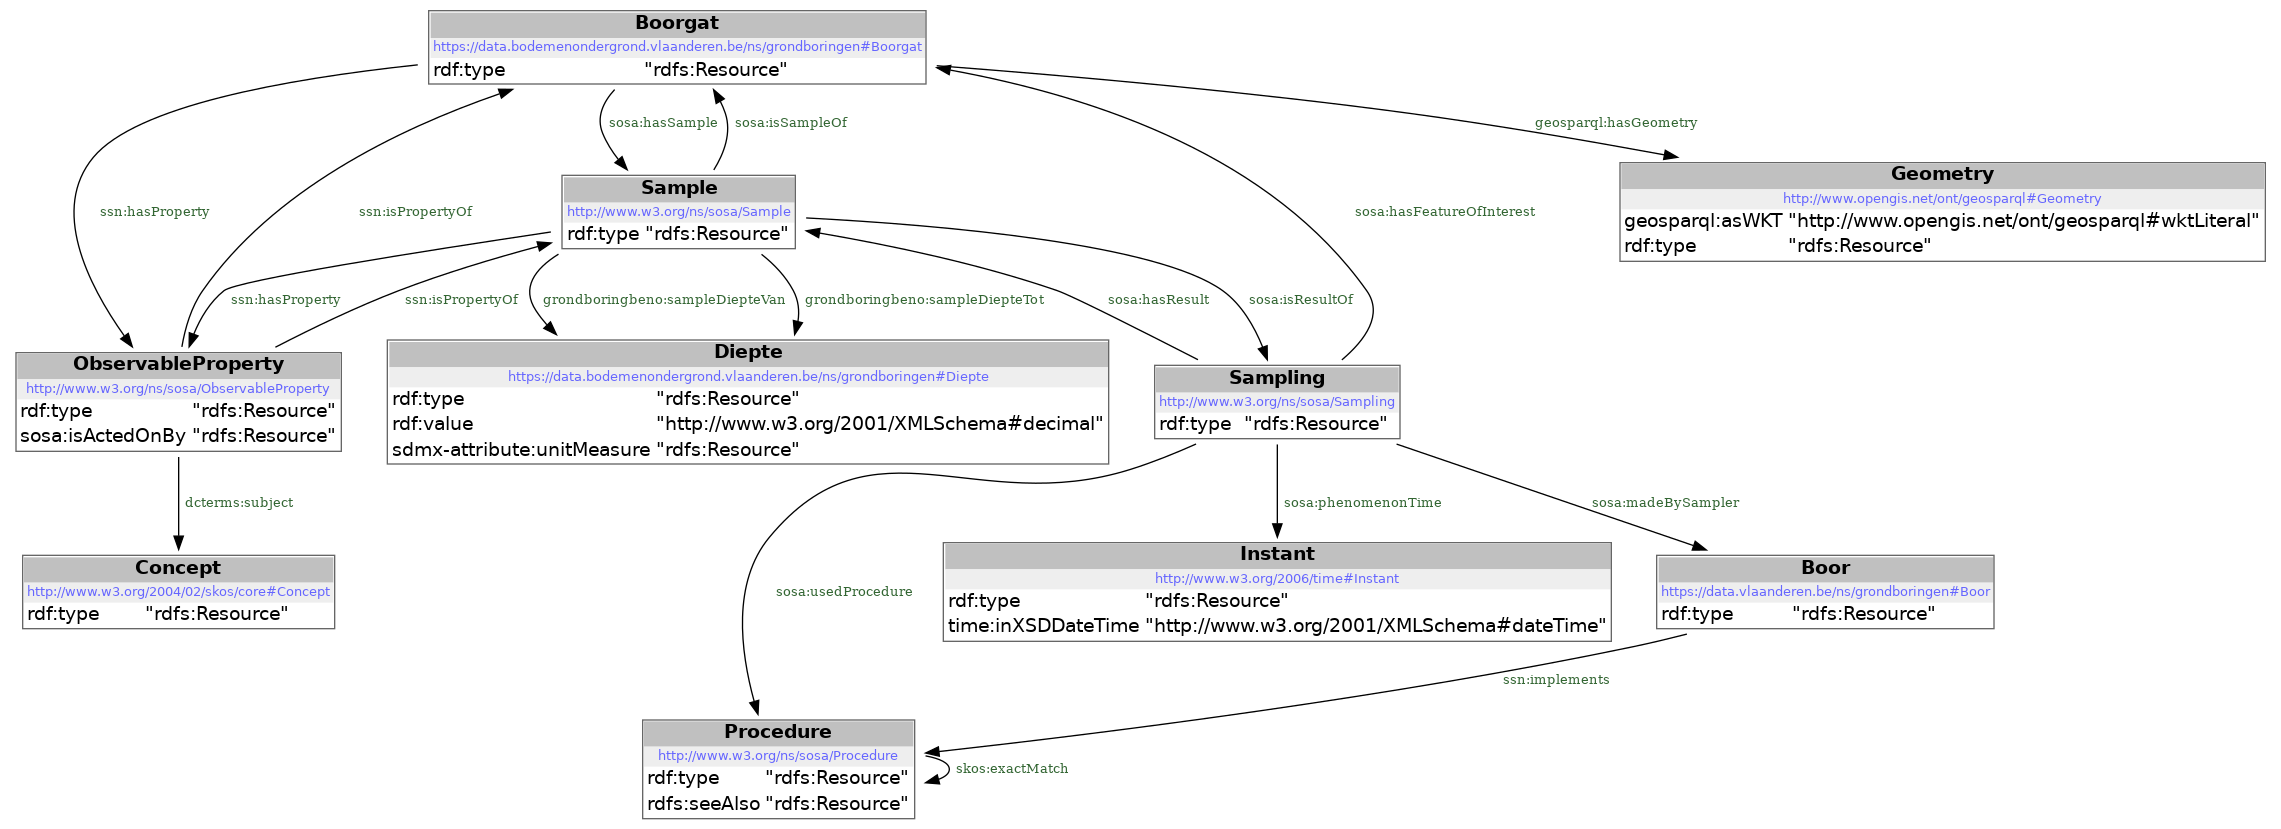 Boorgat
https://data.bodemenondergrond.vlaanderen.be/ns/grondboringen#Boorgat
rdf:type "rdfs:Resource"
sosa:hasSample sosa:isSampleOf geosparql:hasGeometry
Geometry
http://www.opengis.net/ont/geosparql#Geometry
geosparql:asWKT "http://www.opengis.net/ont/geosparql#wktLiteral"
rdf:type "rdfs:Resource"
Sample
http://www.w3.org/ns/sosa/Sample
rdf:type "rdfs:Resource"
ssn:hasProperty ssn:isPropertyOf sosa:hasFeatureOfInterest
ssn:hasProperty ssn:isPropertyOf grondboringbeno:sampleDiepteVan grondboringbeno:sampleDiepteTot sosa:hasResult sosa:isResultOf
ObservableProperty
http://www.w3.org/ns/sosa/ObservableProperty
rdf:type "rdfs:Resource"
sosa:isActedOnBy "rdfs:Resource"
Diepte
https://data.bodemenondergrond.vlaanderen.be/ns/grondboringen#Diepte
rdf:type "rdfs:Resource"
rdf:value "http://www.w3.org/2001/XMLSchema#decimal"
sdmx-attribute:unitMeasure "rdfs:Resource"
Sampling
http://www.w3.org/ns/sosa/Sampling
rdf:type "rdfs:Resource"
dcterms:subject sosa:phenomenonTime sosa:madeBySampler
Concept
http://www.w3.org/2004/02/skos/core#Concept
rdf:type "rdfs:Resource"
sosa:usedProcedure
Instant
http://www.w3.org/2006/time#Instant
rdf:type "rdfs:Resource"
time:inXSDDateTime "http://www.w3.org/2001/XMLSchema#dateTime"
Boor
https://data.vlaanderen.be/ns/grondboringen#Boor
rdf:type "rdfs:Resource"
ssn:implements
Procedure
http://www.w3.org/ns/sosa/Procedure
rdf:type "rdfs:Resource"
rdfs:seeAlso "rdfs:Resource"
skos:exactMatch